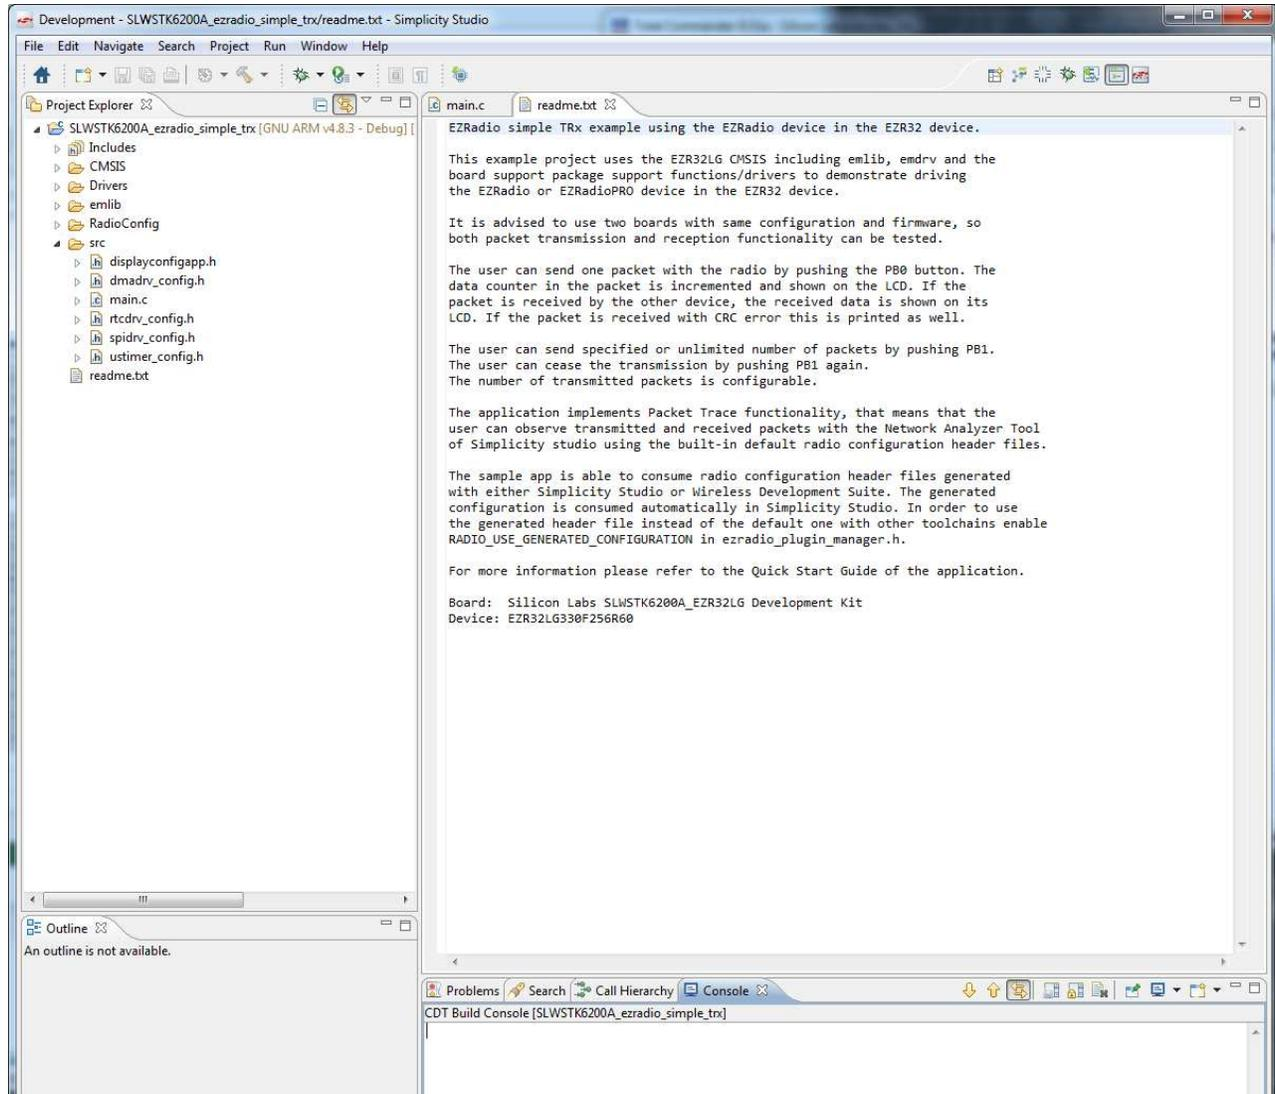 Development - SLWSTK6200A_ezradio_simple_trx/readme.txt - Simplicity Studio
File Edit Navigate Search Project Run Window Help
Project Explorer
SLWSTK6200A_ezradio_simple_trx [GNU ARM v4.8.3 - Debug] [
Includes
CMSIS
Drivers
emlib
RadioConfig
src
displayconfigapp.h
dmadrv_config.h
main.c
rtcdrv_config.h
spidrv_config.h
ustimer_config.h
readme.txt
main.c readme.txt
EZRadio simple TRx example using the EZRadio device in the EZR32 device.
This example project uses the EZR32LG CMSIS including emlib, emdrv and the
board support package support functions/drivers to demonstrate driving
the EZRadio or EZRadioPRO device in the EZR32 device.
It is advised to use two boards with same configuration and firmware, so
both packet transmission and reception functionality can be tested.
The user can send one packet with the radio by pushing the PB0 button. The
data counter in the packet is incremented and shown on the LCD. If the
packet is received by the other device, the received data is shown on its
LCD. If the packet is received with CRC error this is printed as well.
The user can send specified or unlimited number of packets by pushing PB1.
The user can cease the transmission by pushing PB1 again.
The number of transmitted packets is configurable.
The application implements Packet Trace functionality, that means that the
user can observe transmitted and received packets with the Network Analyzer Tool
of Simplicity studio using the built-in default radio configuration header files.
The sample app is able to consume radio configuration header files generated
with either Simplicity Studio or Wireless Development Suite. The generated
configuration is consumed automatically in Simplicity Studio. In order to use
the generated header file instead of the default one with other toolchains enable
RADIO_USE_GENERATED_CONFIGURATION in ezradio_plugin_manager.h.
For more information please refer to the Quick Start Guide of the application.
Board: Silicon Labs SLWSTK6200A_EZR32LG Development Kit
Device: EZR32LG330F256R60
Outline
An outline is not available.
Problems Search Call Hierarchy Console
CDT Build Console [SLWSTK6200A_ezradio_simple_trx]